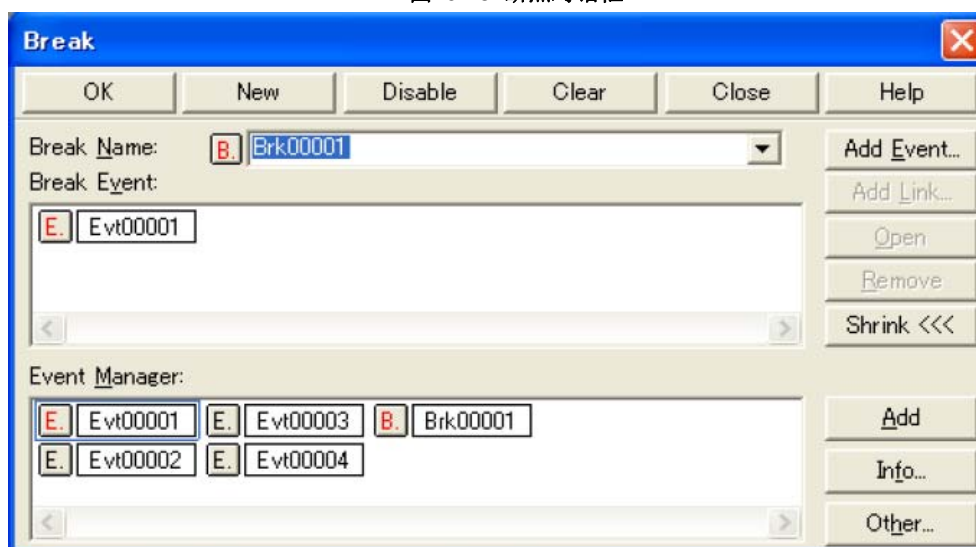 Break
OK New Disable Clear Close Help
Break Name: B. Brk00001 Add Event...
Break Event: Add Link...
E. Evt00001 Open
Remove
Shrink <<<
Event Manager:
E. Evt00001 E. Evt00003 B. Brk00001 Add
E. Evt00002 E. Evt00004 Info...
Other...